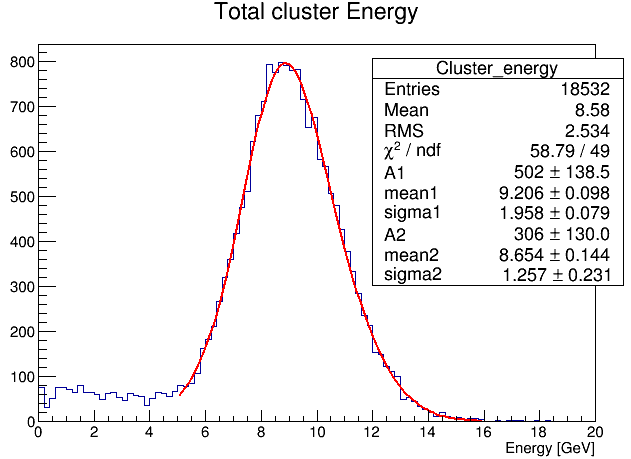 Total cluster Energy
Cluster_energy
Entries 18532
Mean 8.58
RMS 2.534
χ² / ndf 58.79 / 49
A1 502 ± 138.5
mean1 9.206 ± 0.098
sigma1 1.958 ± 0.079
A2 306 ± 130.0
mean2 8.654 ± 0.144
sigma2 1.257 ± 0.231
800
700
600
500
400
300
200
100
0
0 2 4 6 8 10 12 14 16 18 20
Energy [GeV]